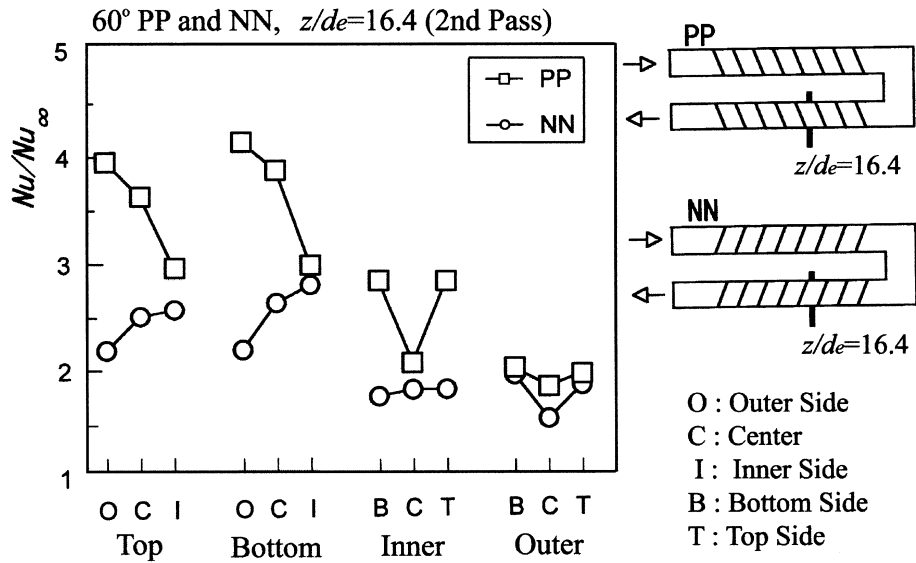 60° PP and NN, z/de=16.4 (2nd Pass)
Nu/Nu∞
5
4
3
2
1
PP
NN
O C I
O C I
B C T
B C T
Top
Bottom
Inner
Outer
PP
z/de=16.4
NN
z/de=16.4
O : Outer Side
C : Center
I : Inner Side
B : Bottom Side
T : Top Side